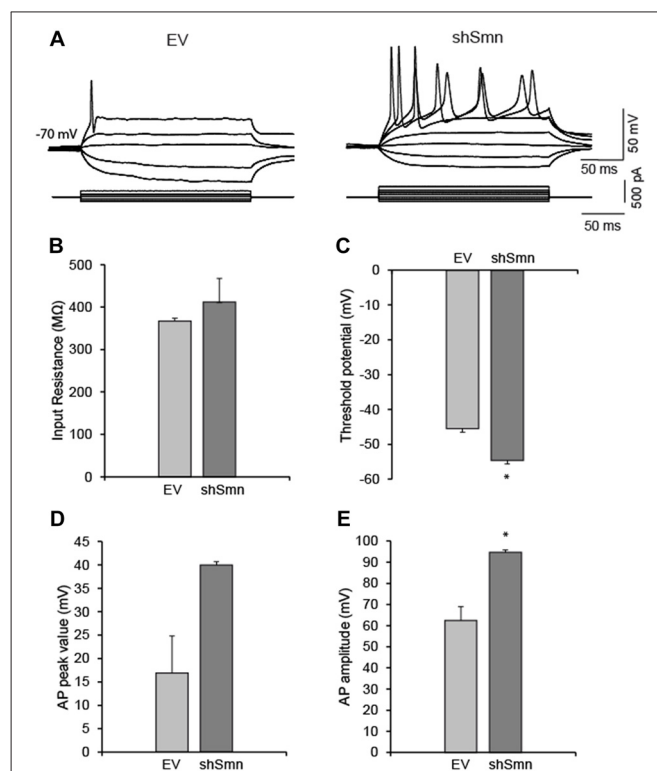 A EV shSmn
-70 mV
50 mV
50 ms
500 pA
50 ms
B
Input Resistance (MΩ)
500
400
300
200
100
0
EV shSmn
C
EV shSmn
Threshold potential (mV)
0
-10
-20
-30
-40
-50
-60
*
D
AP peak value (mV)
45
40
35
30
25
20
15
10
5
0
EV shSmn
E
AP amplitude (mV)
100
90
80
70
60
50
40
30
20
10
0
*
EV shSmn